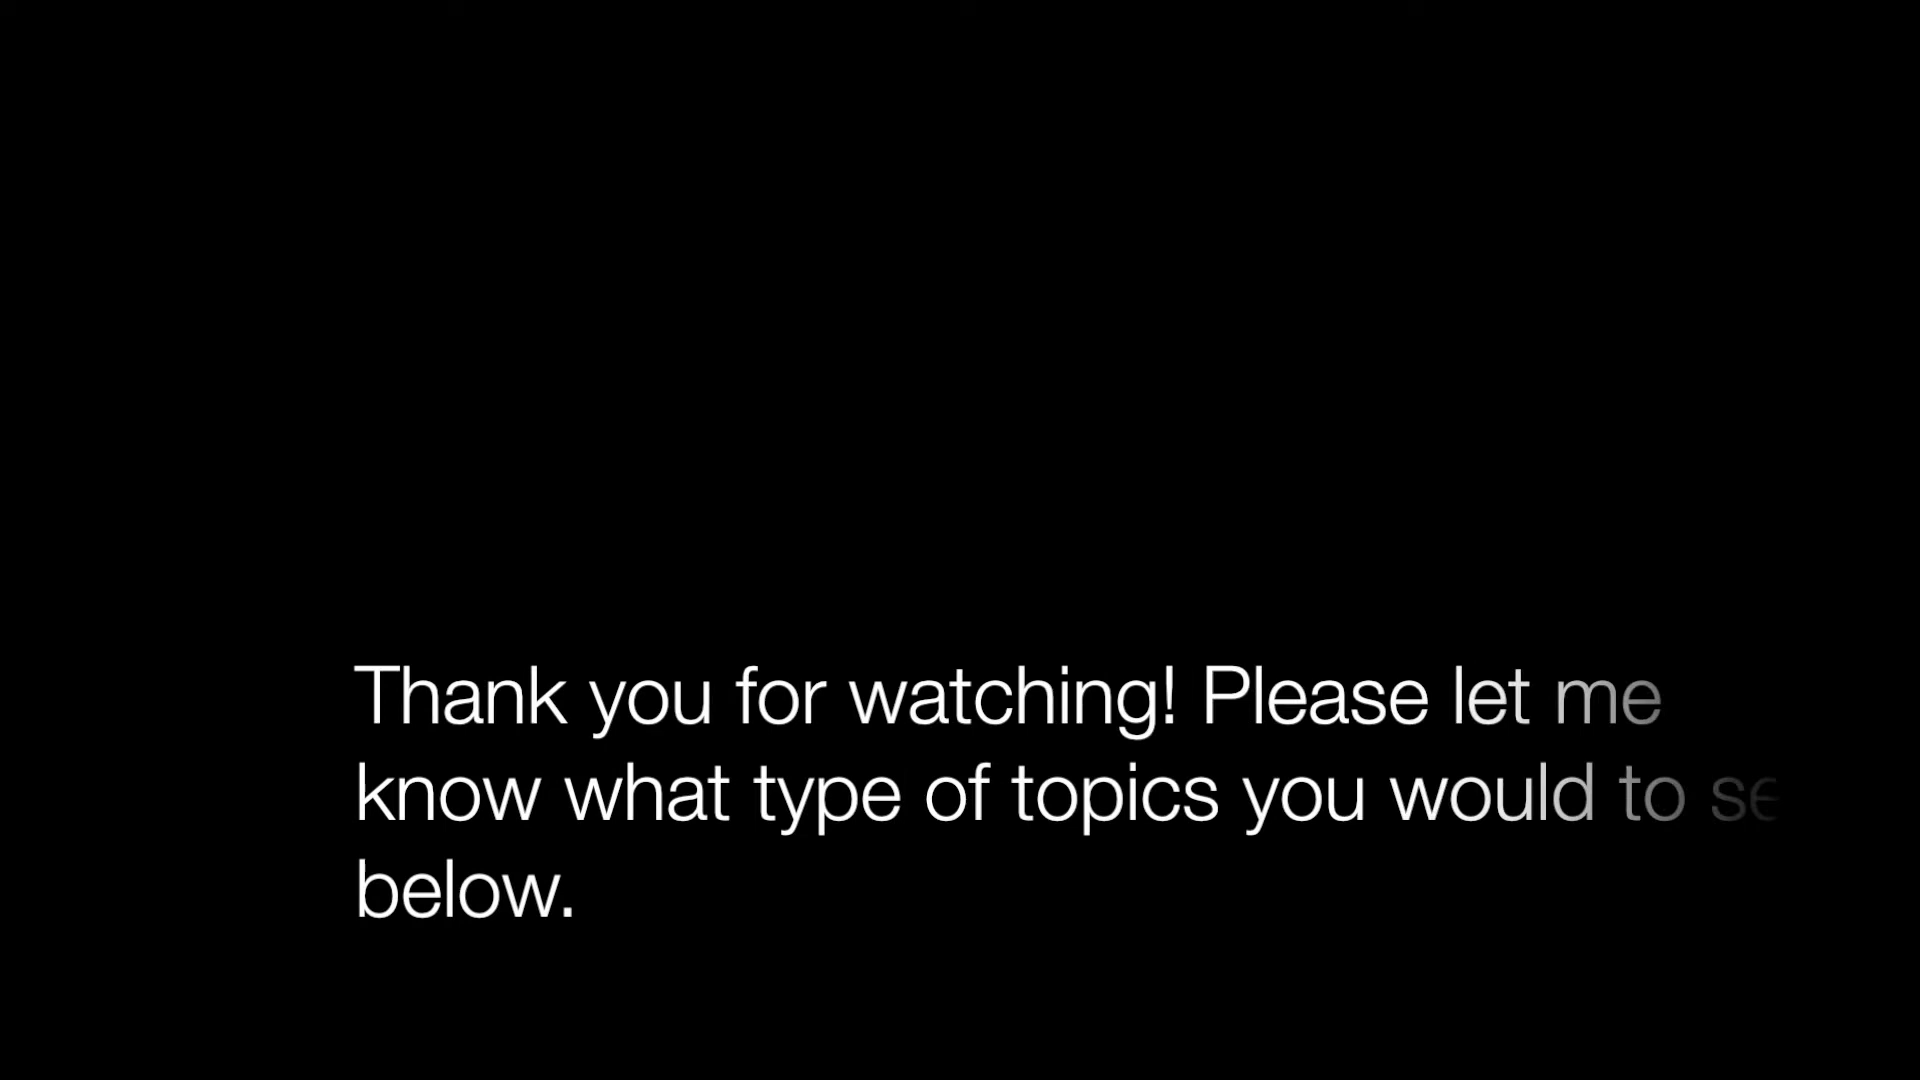 Thank you for watching! Please let me
know what type of topics you would to
below.